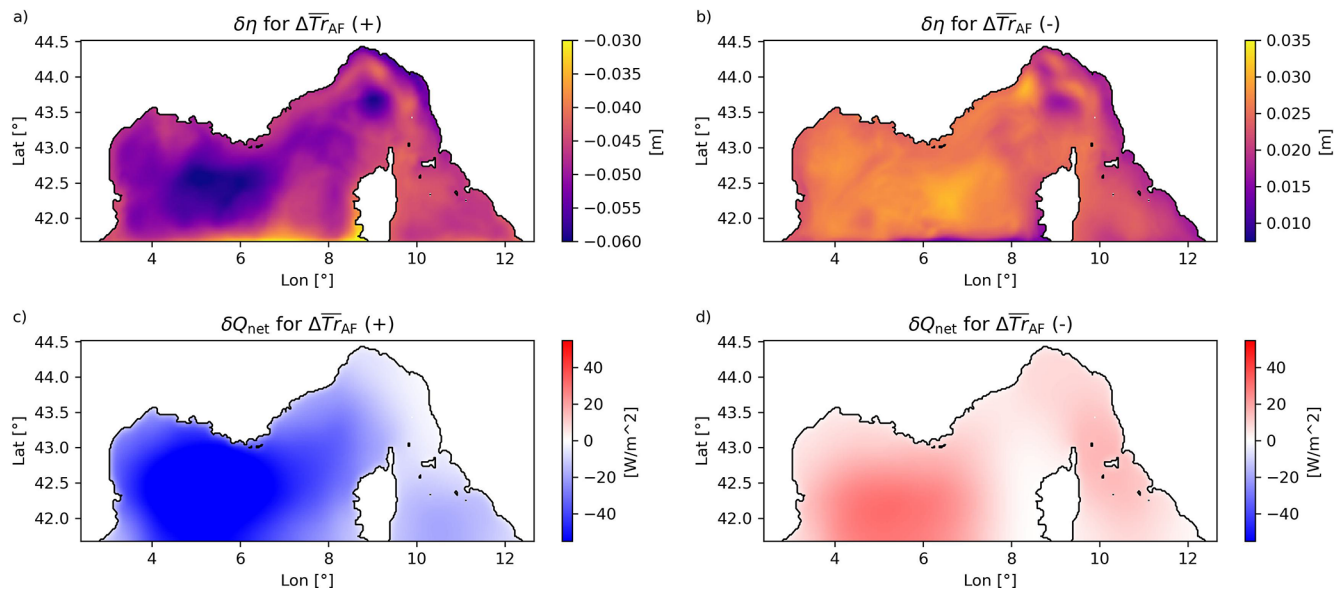 a)
δη for ΔT̅r̅_AF (+)
44.5
44.0
43.5
43.0
42.5
42.0
Lat [°]
4 6 8 10 12
Lon [°]
−0.030
−0.035
−0.040
−0.045
−0.050
−0.055
−0.060
[m]
b)
δη for ΔT̅r̅_AF (-)
44.5
44.0
43.5
43.0
42.5
42.0
Lat [°]
4 6 8 10 12
Lon [°]
0.035
0.030
0.025
0.020
0.015
0.010
[m]
c)
δQ_net for ΔT̅r̅_AF (+)
44.5
44.0
43.5
43.0
42.5
42.0
Lat [°]
4 6 8 10 12
Lon [°]
40
20
0
−20
−40
[W/m^2]
d)
δQ_net for ΔT̅r̅_AF (-)
44.5
44.0
43.5
43.0
42.5
42.0
Lat [°]
4 6 8 10 12
Lon [°]
40
20
0
−20
−40
[W/m^2]